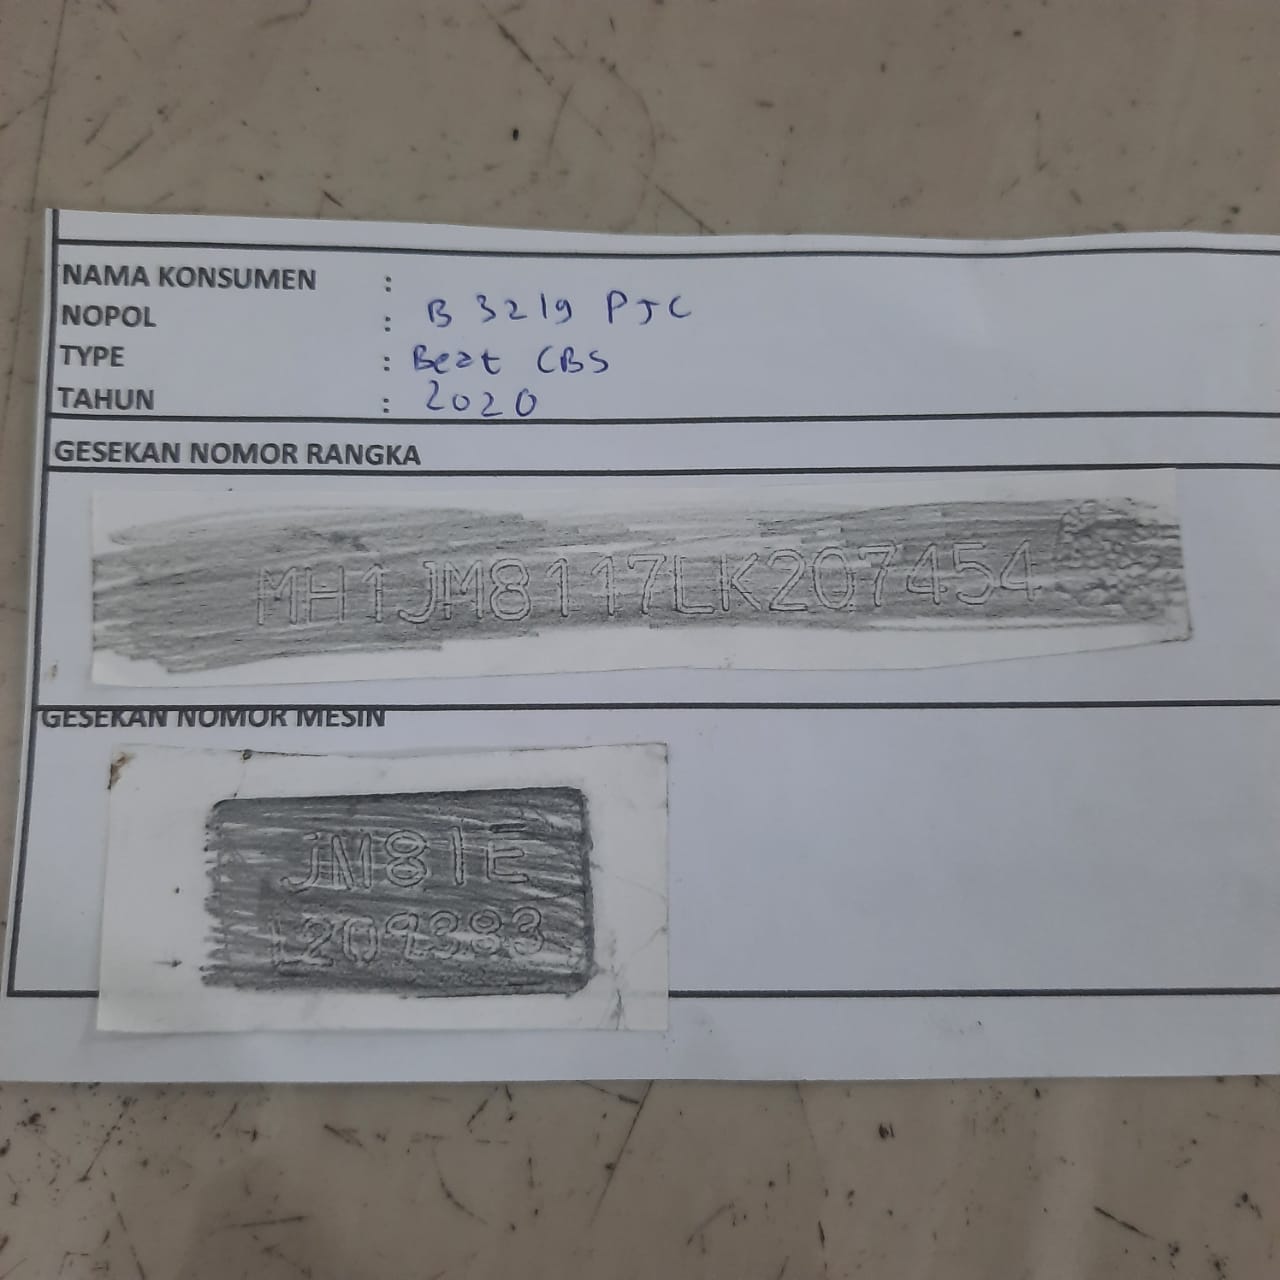 NAMA KONSUMEN :
NOPOL : B 3219 PJC
TYPE : Beat CBS
TAHUN : 2020
GESEKAN NOMOR RANGKA
MH1JM8117LK207454
GESEKAN NOMOR MESIN
JM81E
L209383